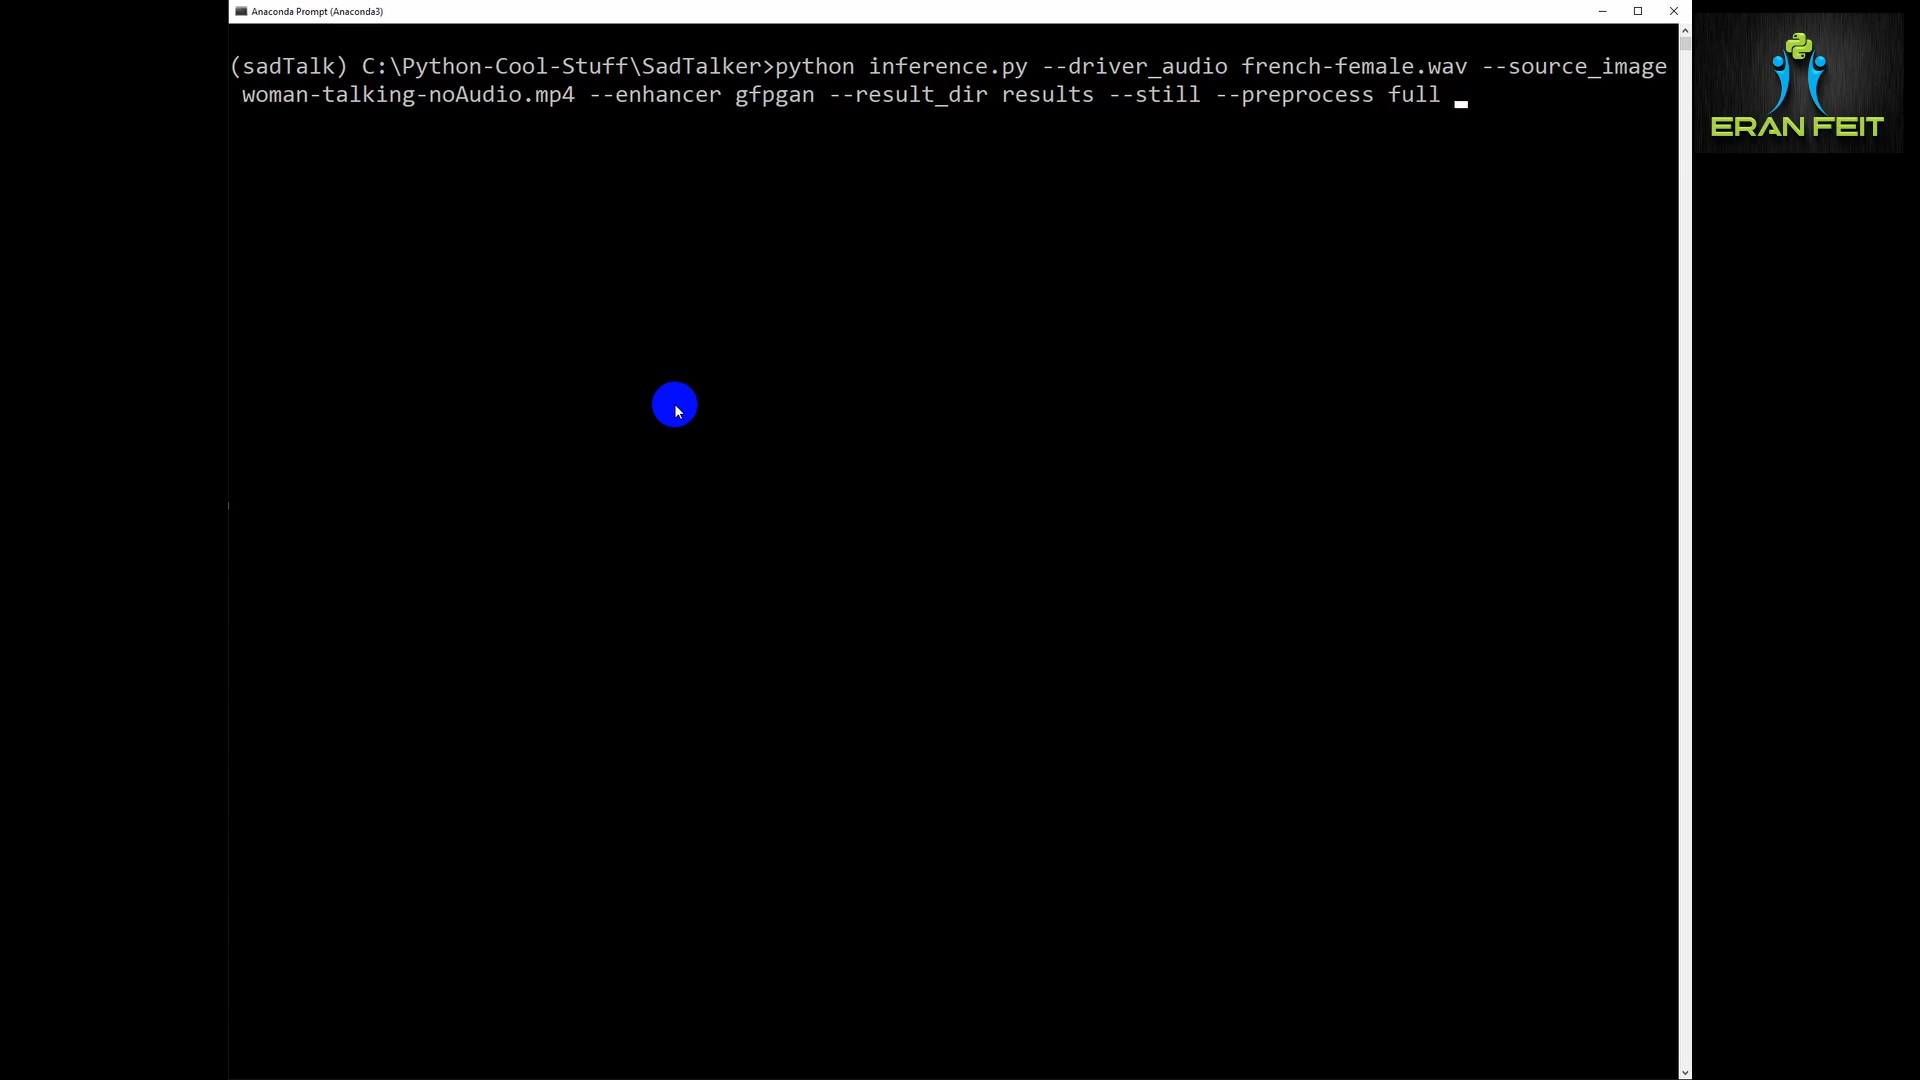 Anaconda Prompt (Anaconda3)
(sadTalk) C:\Python-Cool-Stuff\SadTalker>python inference.py --driver_audio french-female.wav --source_image
woman-talking-noAudio.mp4 --enhancer gfpgan --result_dir results --still --preprocess full
ERAN FEIT